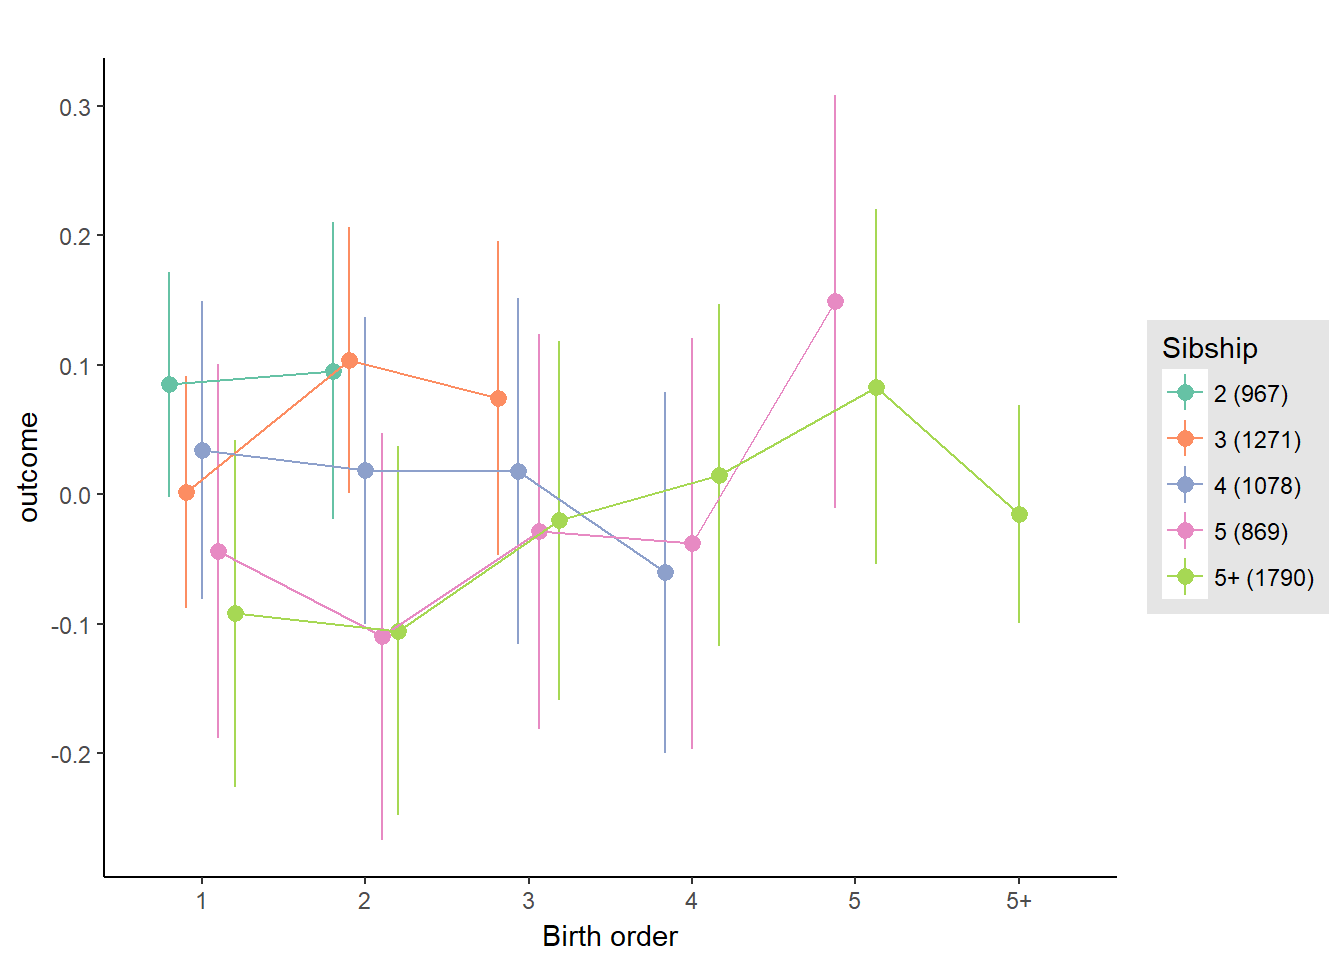 0.3
0.2
0.1
0.0
-0.1
-0.2
outcome
1 2 3 4 5 5+
Birth order
Sibship
2 (967)
3 (1271)
4 (1078)
5 (869)
5+ (1790)